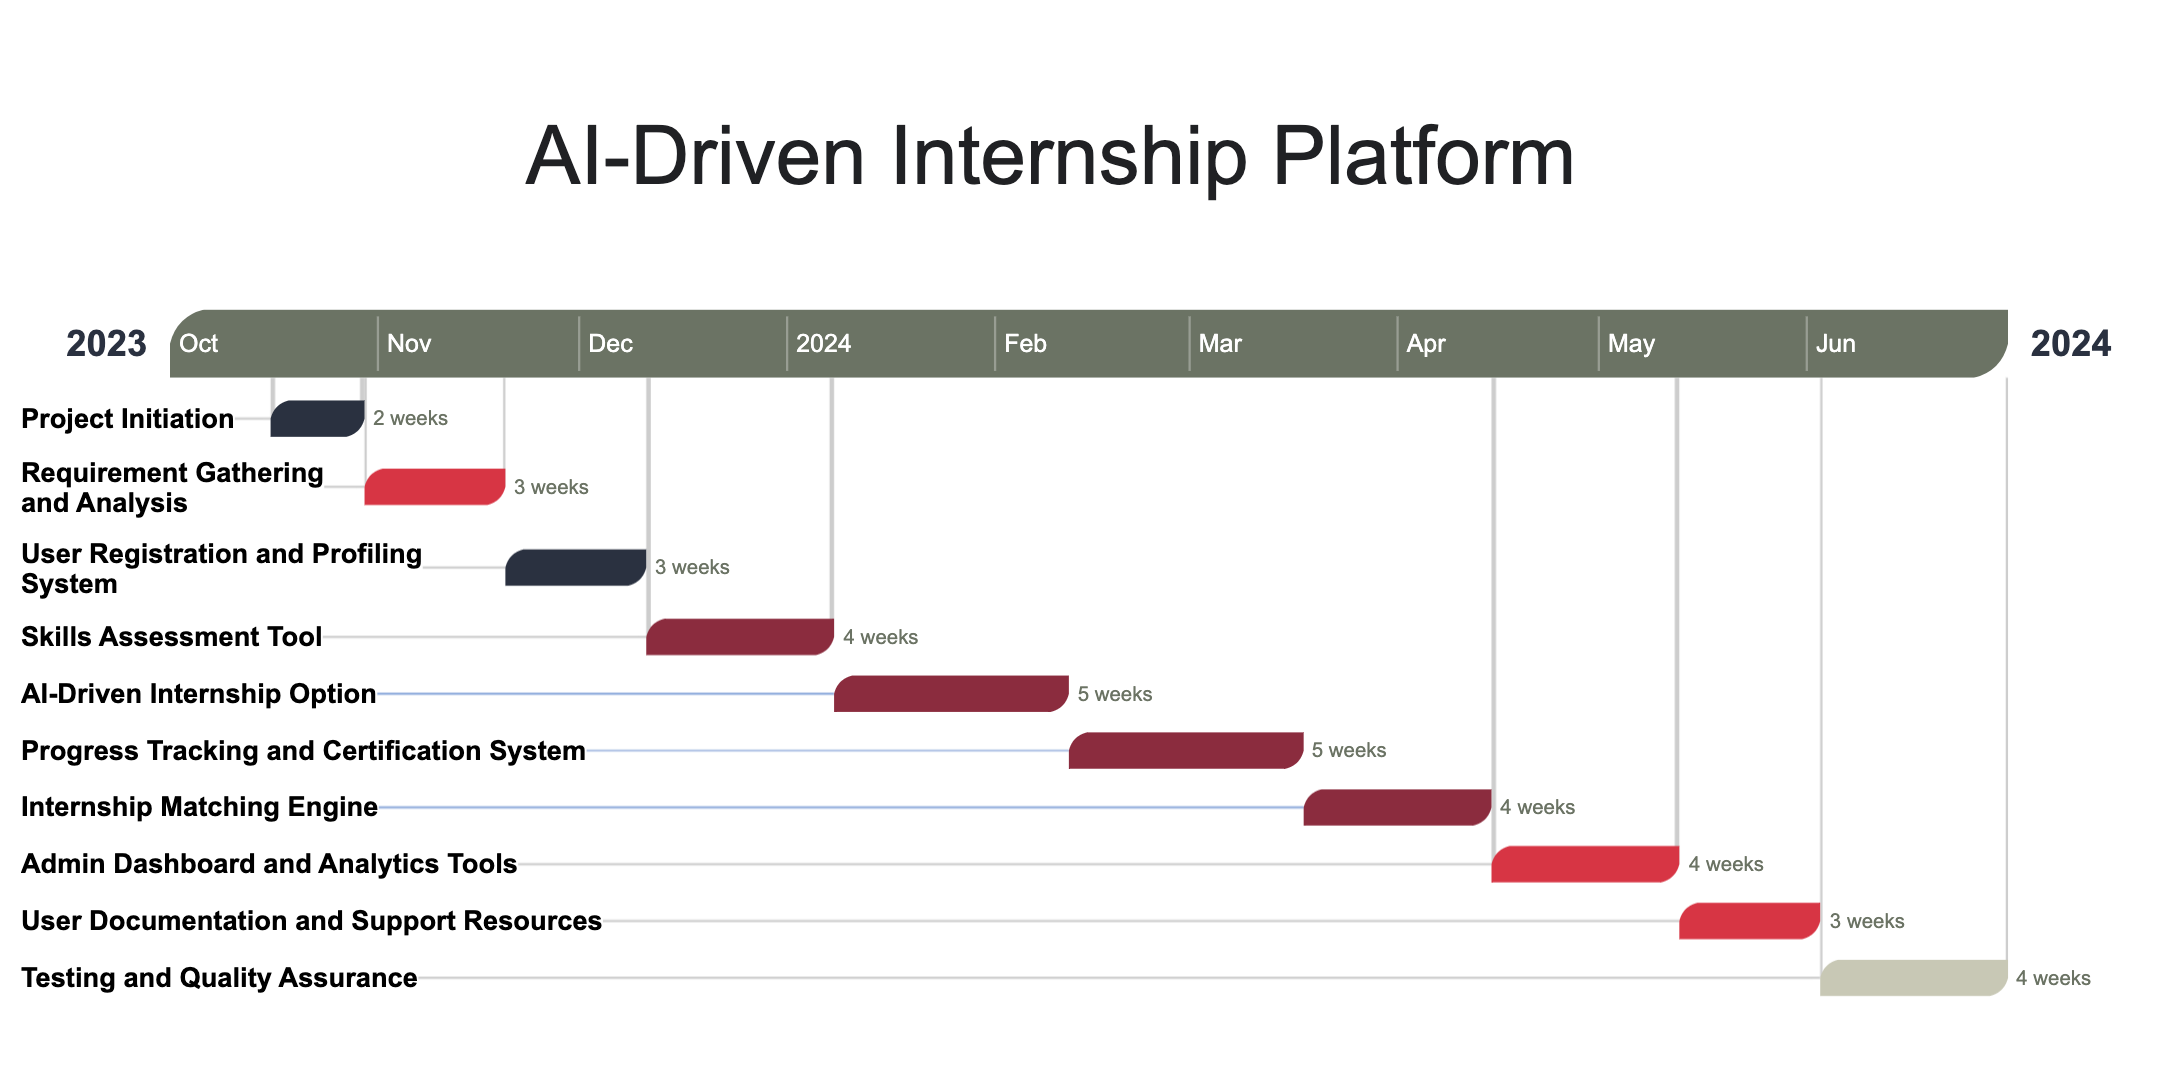 AI-Driven Internship Platform
2023 Oct Nov Dec 2024 Feb Mar Apr May Jun 2024
Project Initiation 2 weeks
Requirement Gathering
and Analysis
3 weeks
User Registration and Profiling
System
3 weeks
Skills Assessment Tool 4 weeks
AI-Driven Internship Option 5 weeks
Progress Tracking and Certification System 5 weeks
Internship Matching Engine 4 weeks
Admin Dashboard and Analytics Tools 4 weeks
User Documentation and Support Resources 3 weeks
Testing and Quality Assurance 4 weeks